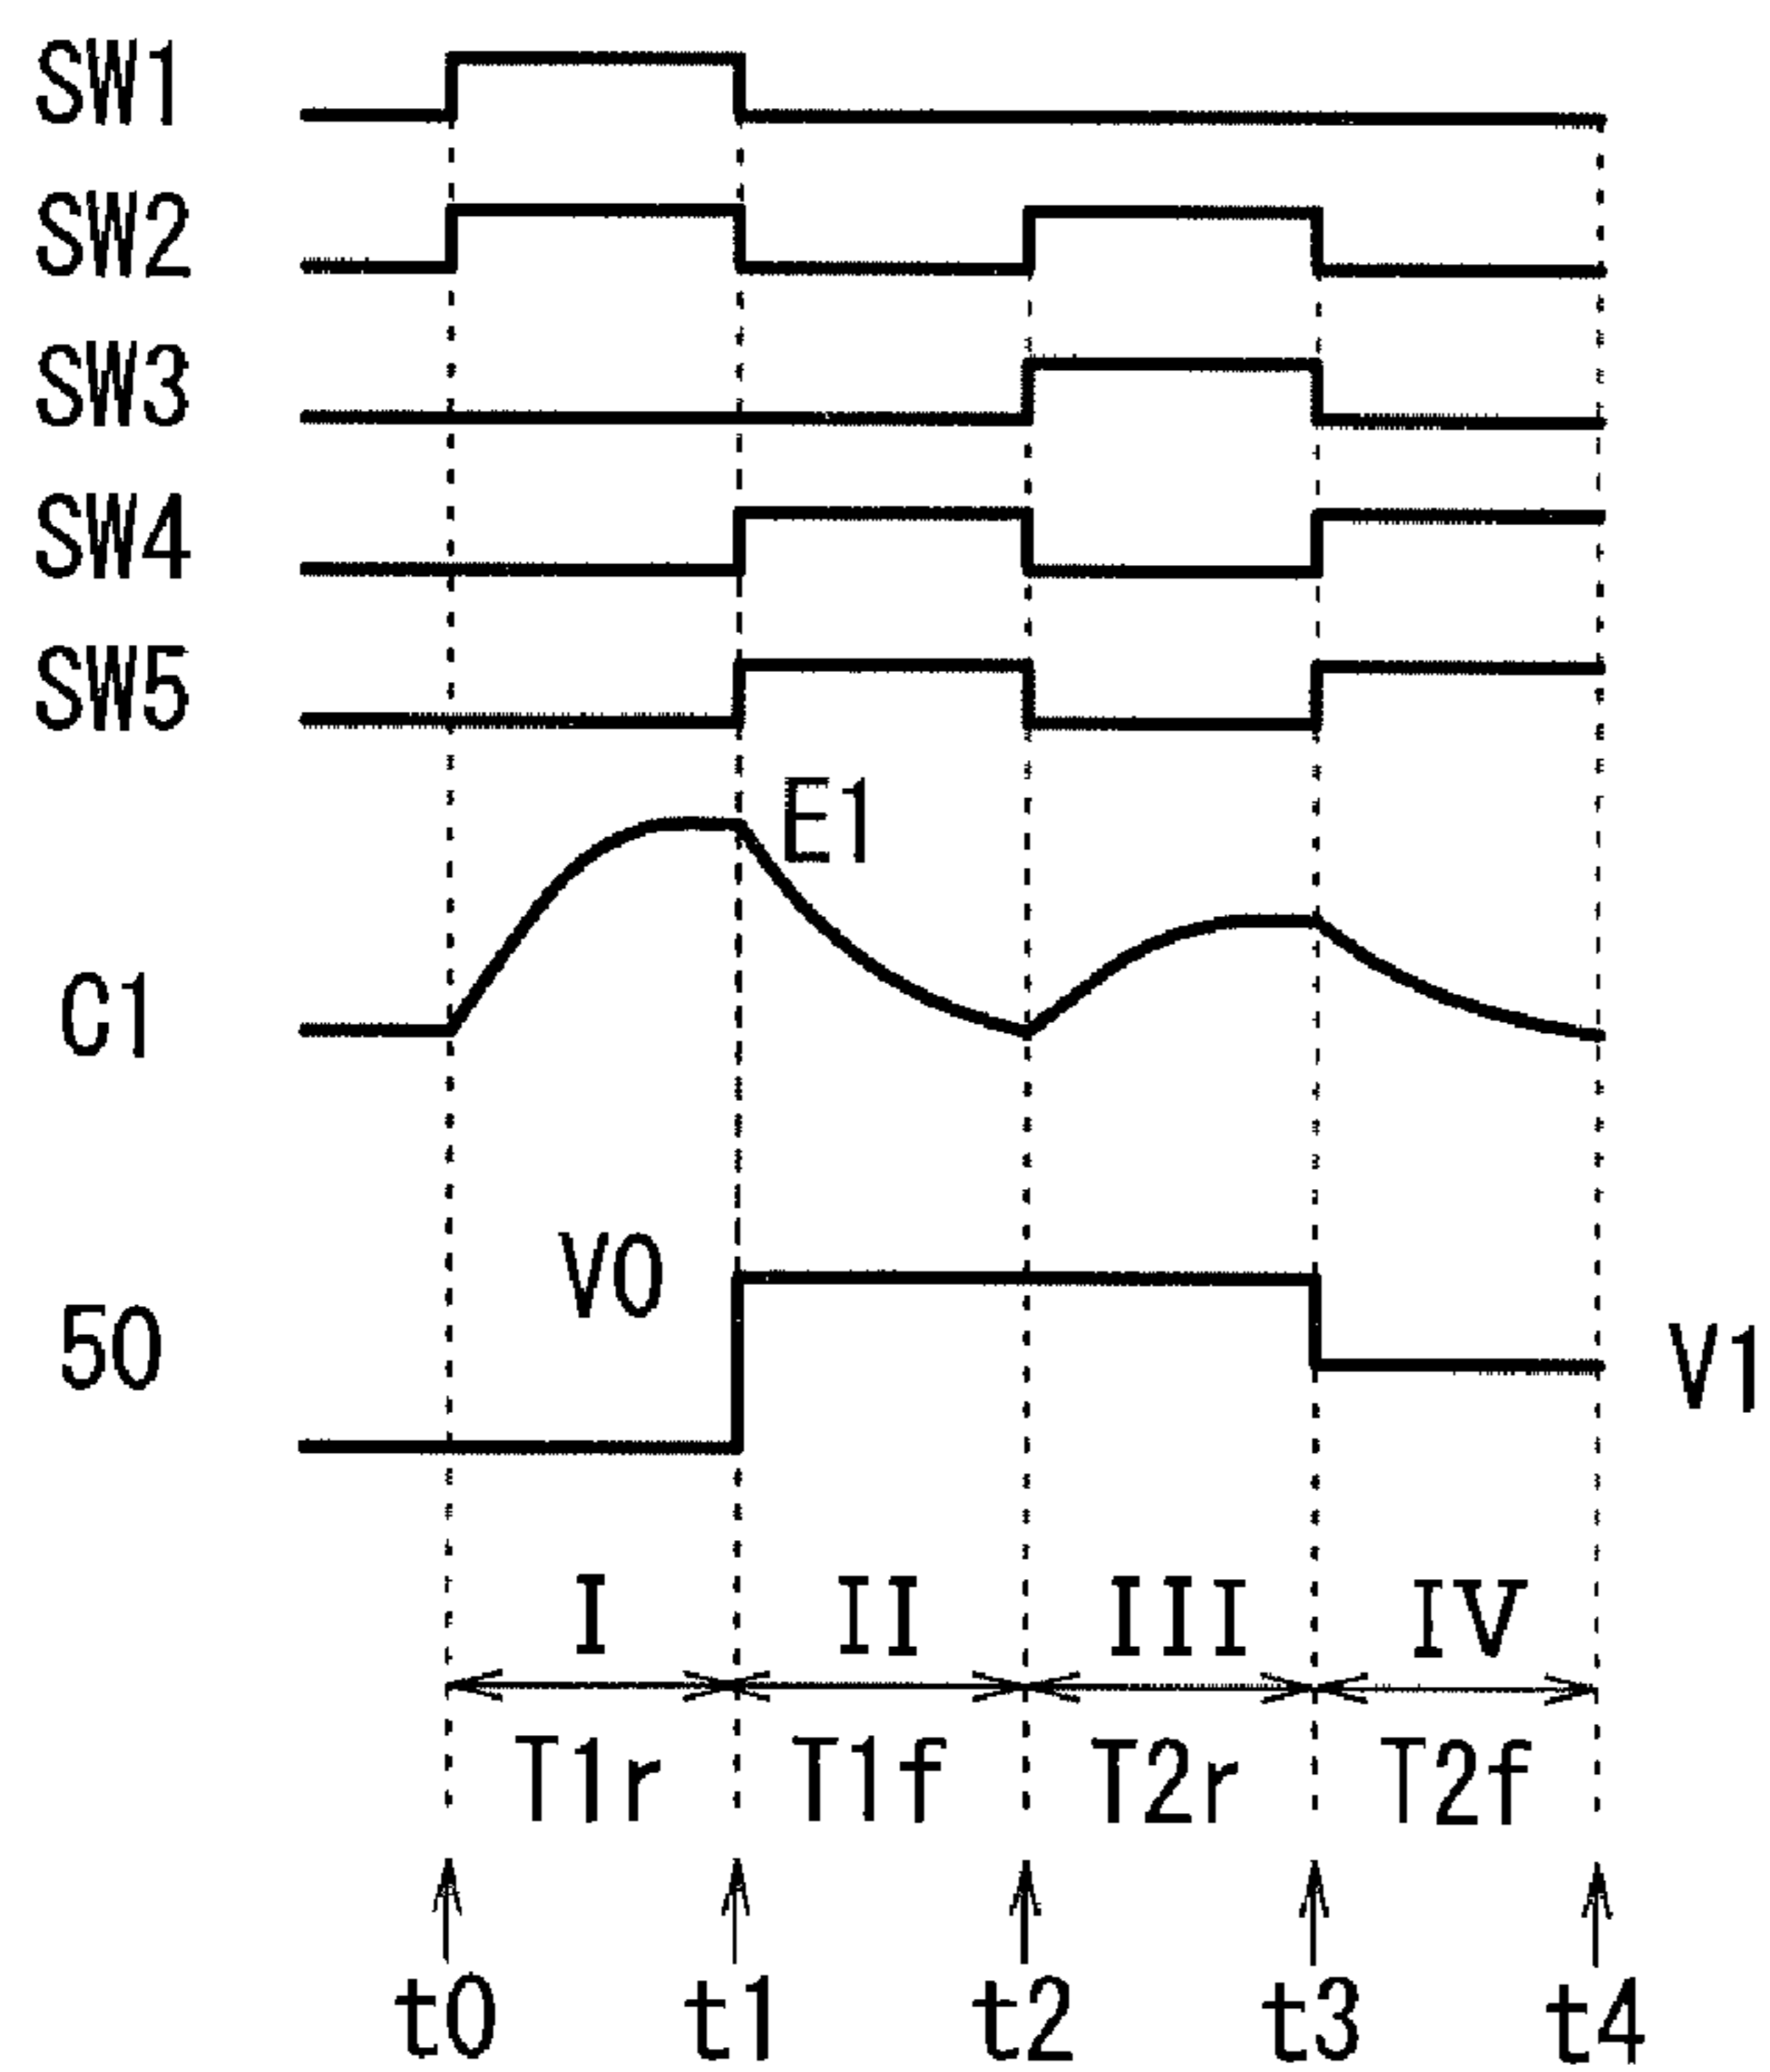 SW1
SW2
SW3
SW4
SW5
E1
C1
V0
50
V1
I II III IV
T1r T1f T2r T2f
t0 t1 t2 t3 t4